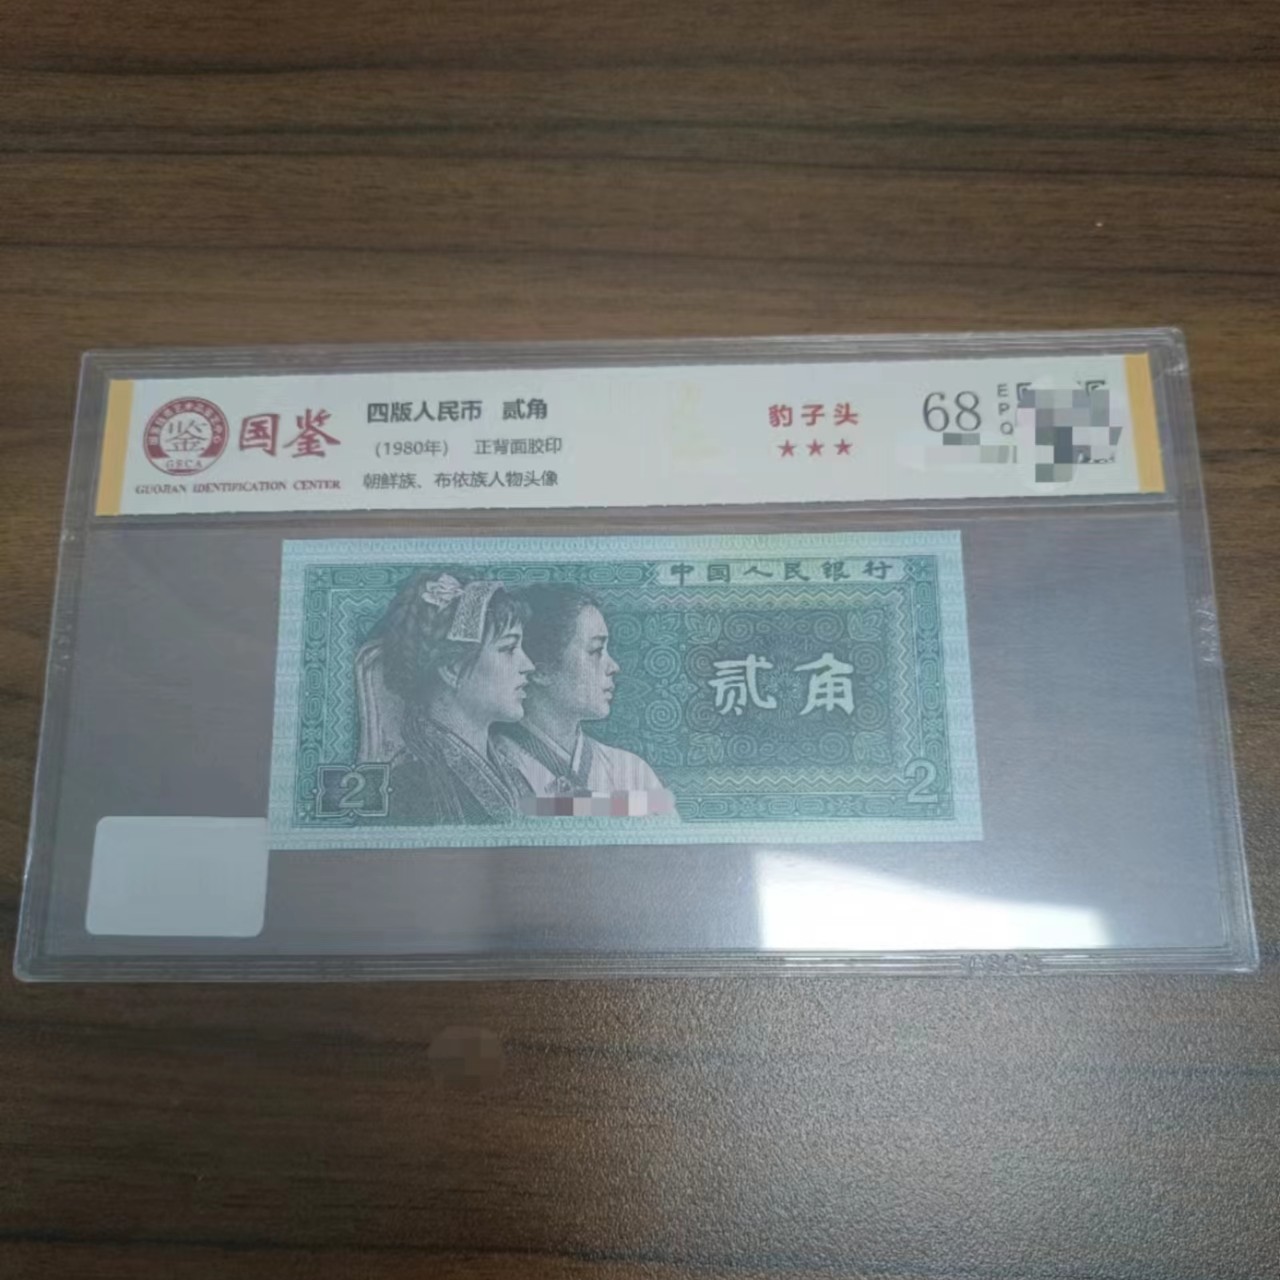 鉴
GECA
国鉴
GUOJIAN IDENTIFICATION CENTER
四版人民币 贰角
(1980年) 正背面胶印
朝鲜族、布依族人物头像
豹子头
★★★
68
E
P
Q
中国人民银行
贰角
2
2